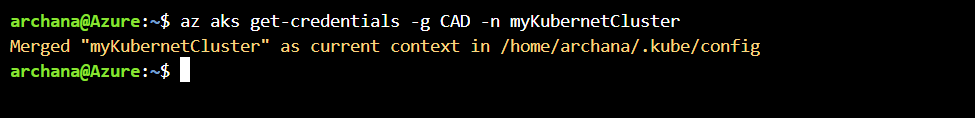 archana@Azure:~$ az aks get-credentials -g CAD -n myKubernetCluster
Merged "myKubernetCluster" as current context in /home/archana/.kube/config
archana@Azure:~$